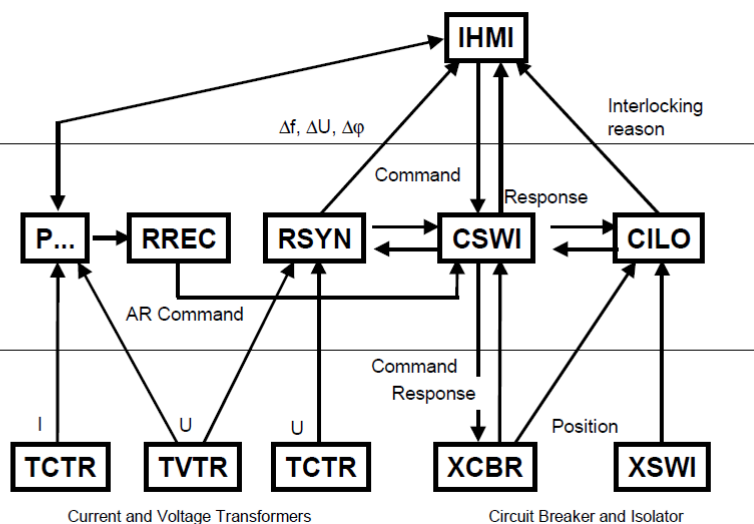 IHMI
Interlocking
reason
Δf, ΔU, Δφ
Command
Response
P...
RREC
RSYN
CSWI
CILO
AR Command
Command
Response
I
U
U
Position
TCTR
TVTR
TCTR
XCBR
XSWI
Current and Voltage Transformers
Circuit Breaker and Isolator